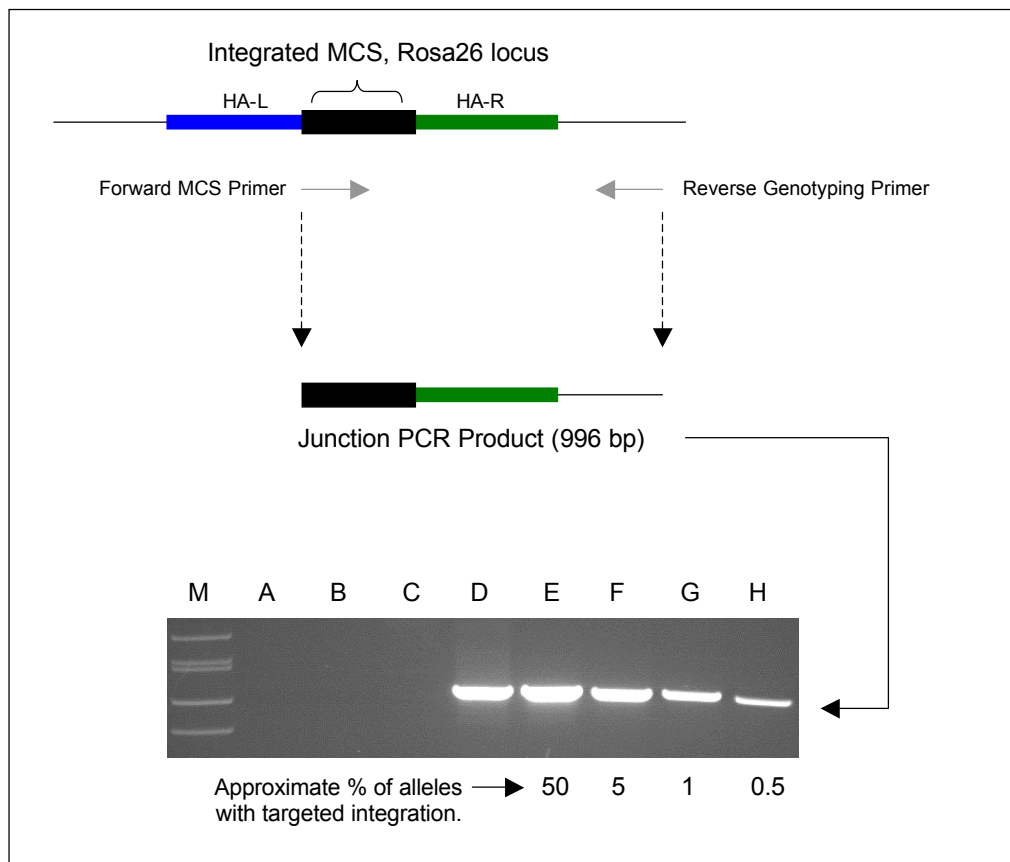 Integrated MCS, Rosa26 locus
HA-L HA-R
Forward MCS Primer Reverse Genotyping Primer
Junction PCR Product (996 bp)
M A B C D E F G H
Approximate % of alleles 50 5 1 0.5
with targeted integration.